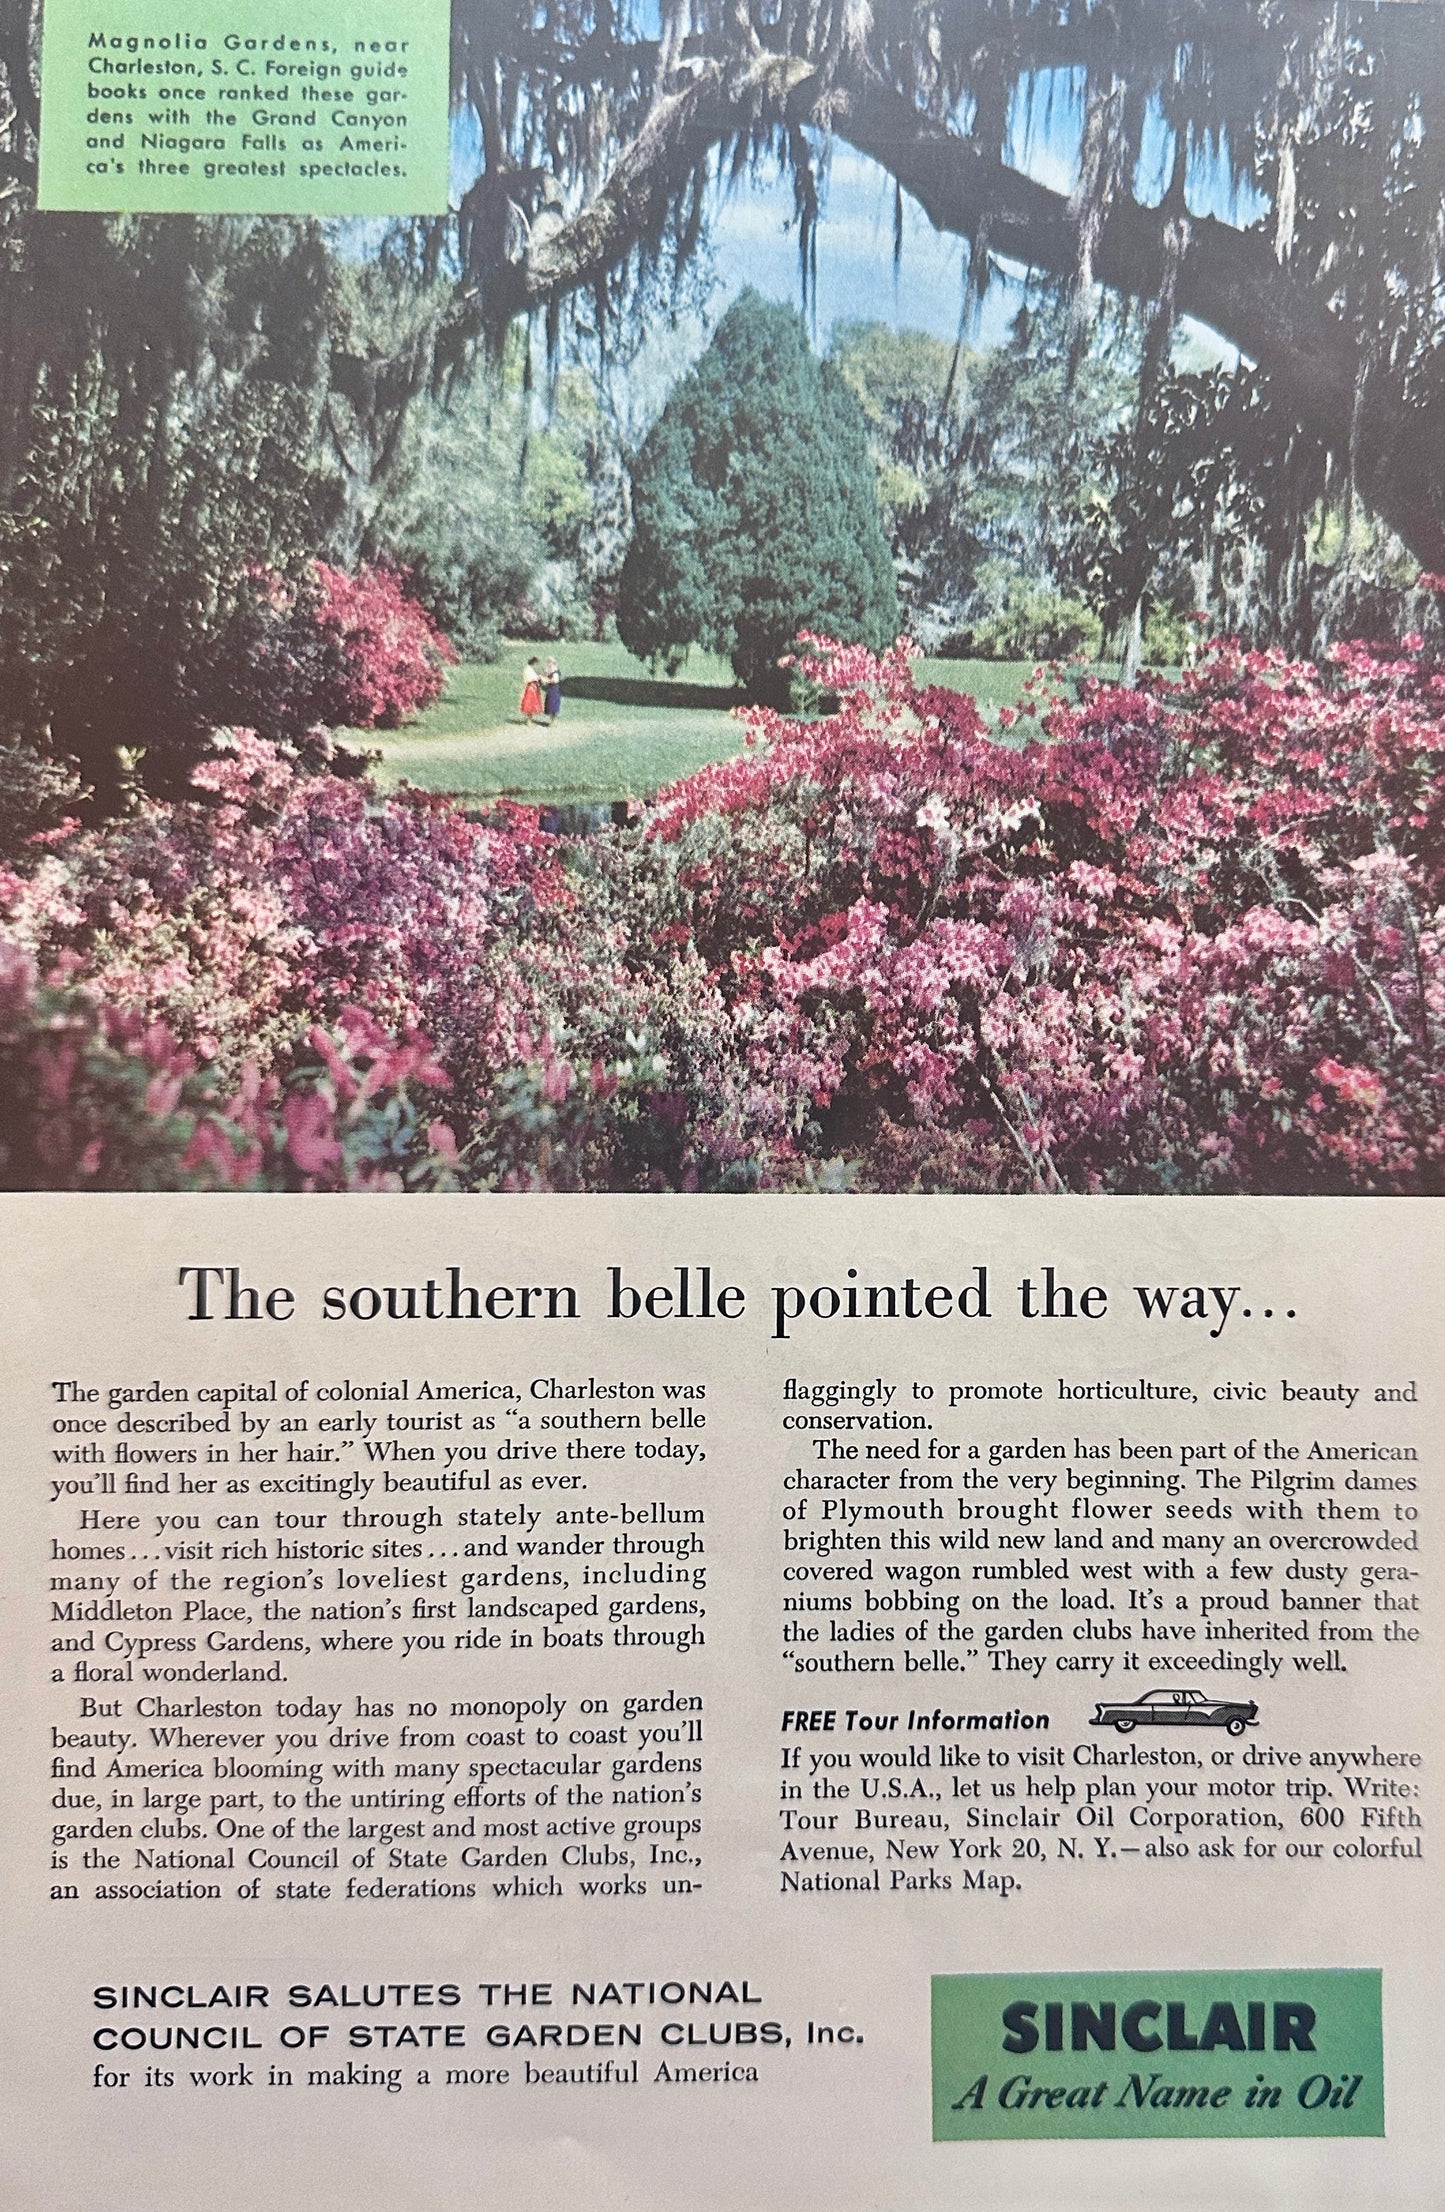 Magnolia Gardens, near
Charleston, S. C. Foreign guide
books once ranked these gar-
dens with the Grand Canyon
and Niagara Falls as Ameri-
ca's three greatest spectacles.
The southern belle pointed the way...
The garden capital of colonial America, Charleston was
once described by an early tourist as “a southern belle
with flowers in her hair.” When you drive there today,
you'll find her as excitingly beautiful as ever.
Here you can tour through stately ante-bellum
homes...visit rich historic sites...and wander through
many of the region's loveliest gardens, including
Middleton Place, the nation's first landscaped gardens,
and Cypress Gardens, where you ride in boats through
a floral wonderland.
But Charleston today has no monopoly on garden
beauty. Wherever you drive from coast to coast you'll
find America blooming with many spectacular gardens
due, in large part, to the untiring efforts of the nation's
garden clubs. One of the largest and most active groups
is the National Council of State Garden Clubs, Inc.,
an association of state federations which works un-
flaggingly to promote horticulture, civic beauty and
conservation.
The need for a garden has been part of the American
character from the very beginning. The Pilgrim dames
of Plymouth brought flower seeds with them to
brighten this wild new land and many an overcrowded
covered wagon rumbled west with a few dusty gera-
niums bobbing on the load. It's a proud banner that
the ladies of the garden clubs have inherited from the
“southern belle.” They carry it exceedingly well.
FREE Tour Information
If you would like to visit Charleston, or drive anywhere
in the U.S.A., let us help plan your motor trip. Write:
Tour Bureau, Sinclair Oil Corporation, 600 Fifth
Avenue, New York 20, N. Y.—also ask for our colorful
National Parks Map.
SINCLAIR SALUTES THE NATIONAL
COUNCIL OF STATE GARDEN CLUBS, Inc.
for its work in making a more beautiful America
SINCLAIR
A Great Name in Oil